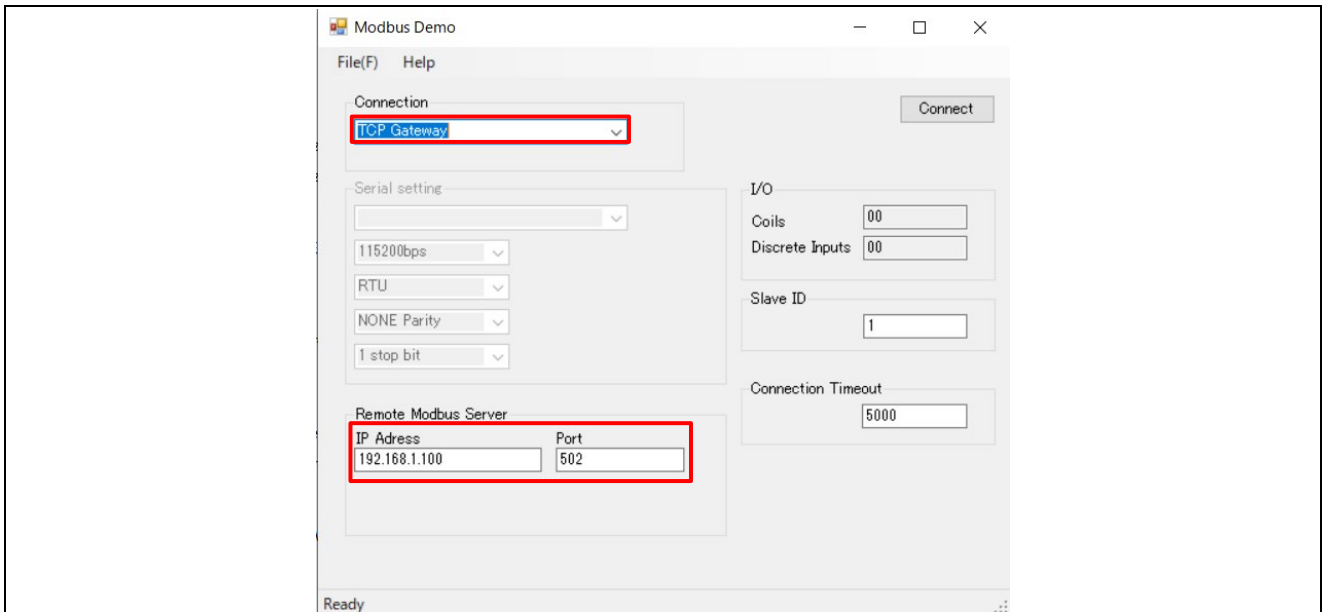 Modbus Demo
File(F) Help
Connection
TCP Gateway
Connect
Serial setting
115200bps
RTU
NONE Parity
1 stop bit
I/O
Coils 00
Discrete Inputs 00
Slave ID
1
Connection Timeout
5000
Remote Modbus Server
IP Adress Port
192.168.1.100 502
Ready